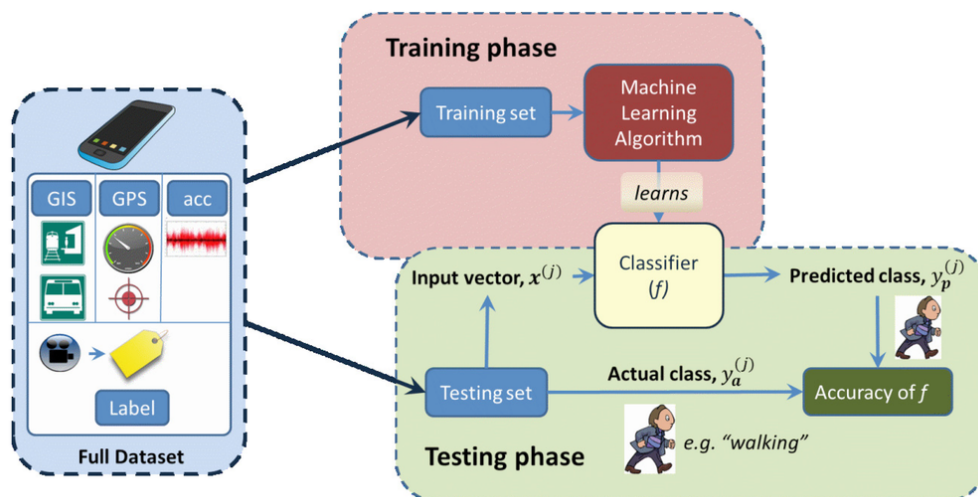 Training phase
Training set
Machine
Learning
Algorithm
learns
GIS
GPS
acc
Label
Full Dataset
Input vector, x^(j)
Classifier
(f)
Predicted class, y_p^(j)
Testing set
Actual class, y_a^(j)
Accuracy of f
e.g. “walking”
Testing phase